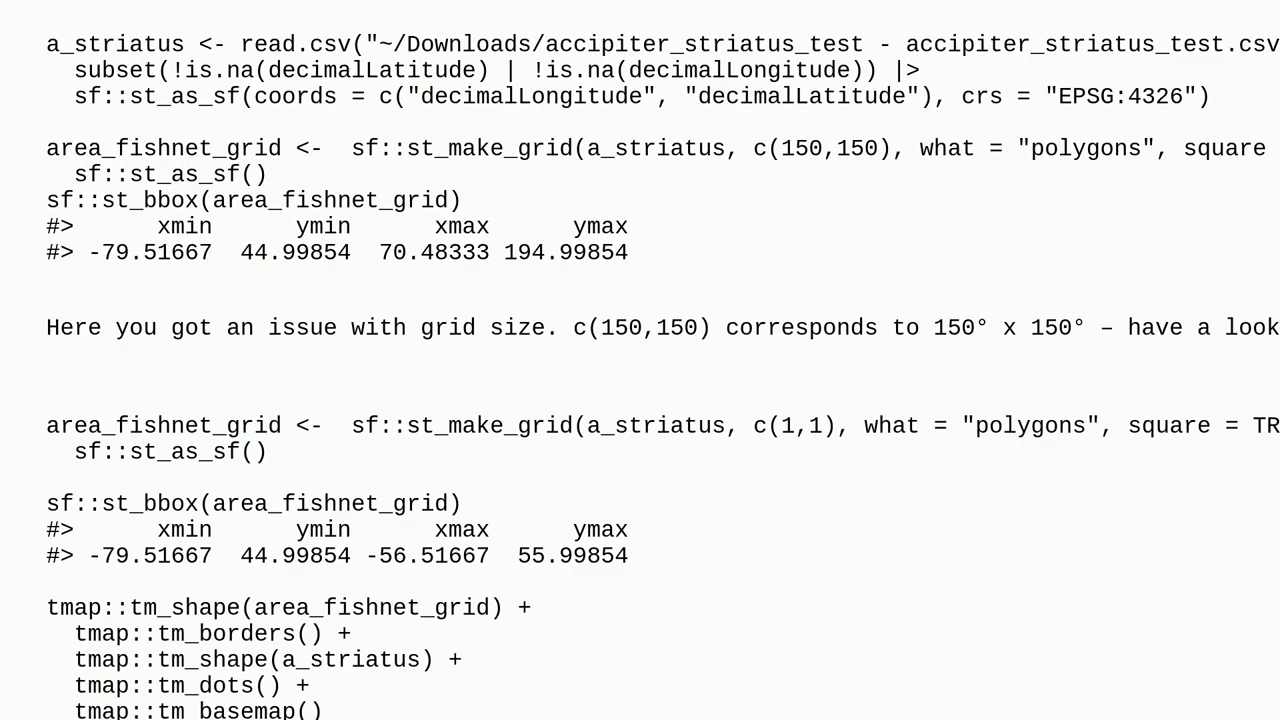 a_striatus <- read.csv("~/Downloads/accipiter_striatus_test - accipiter_striatus_test.csv
  subset(!is.na(decimalLatitude) | !is.na(decimalLongitude)) |>
  sf::st_as_sf(coords = c("decimalLongitude", "decimalLatitude"), crs = "EPSG:4326")
area_fishnet_grid <-  sf::st_make_grid(a_striatus, c(150,150), what = "polygons", square
  sf::st_as_sf()
sf::st_bbox(area_fishnet_grid)
#>      xmin      ymin      xmax      ymax
#> -79.51667  44.99854  70.48333 194.99854
Here you got an issue with grid size. c(150,150) corresponds to 150° x 150° – have a look
area_fishnet_grid <-  sf::st_make_grid(a_striatus, c(1,1), what = "polygons", square = TR
  sf::st_as_sf()
sf::st_bbox(area_fishnet_grid)
#>      xmin      ymin      xmax      ymax
#> -79.51667  44.99854 -56.51667  55.99854
tmap::tm_shape(area_fishnet_grid) +
  tmap::tm_borders() +
  tmap::tm_shape(a_striatus) +
  tmap::tm_dots() +
  tmap::tm_basemap()